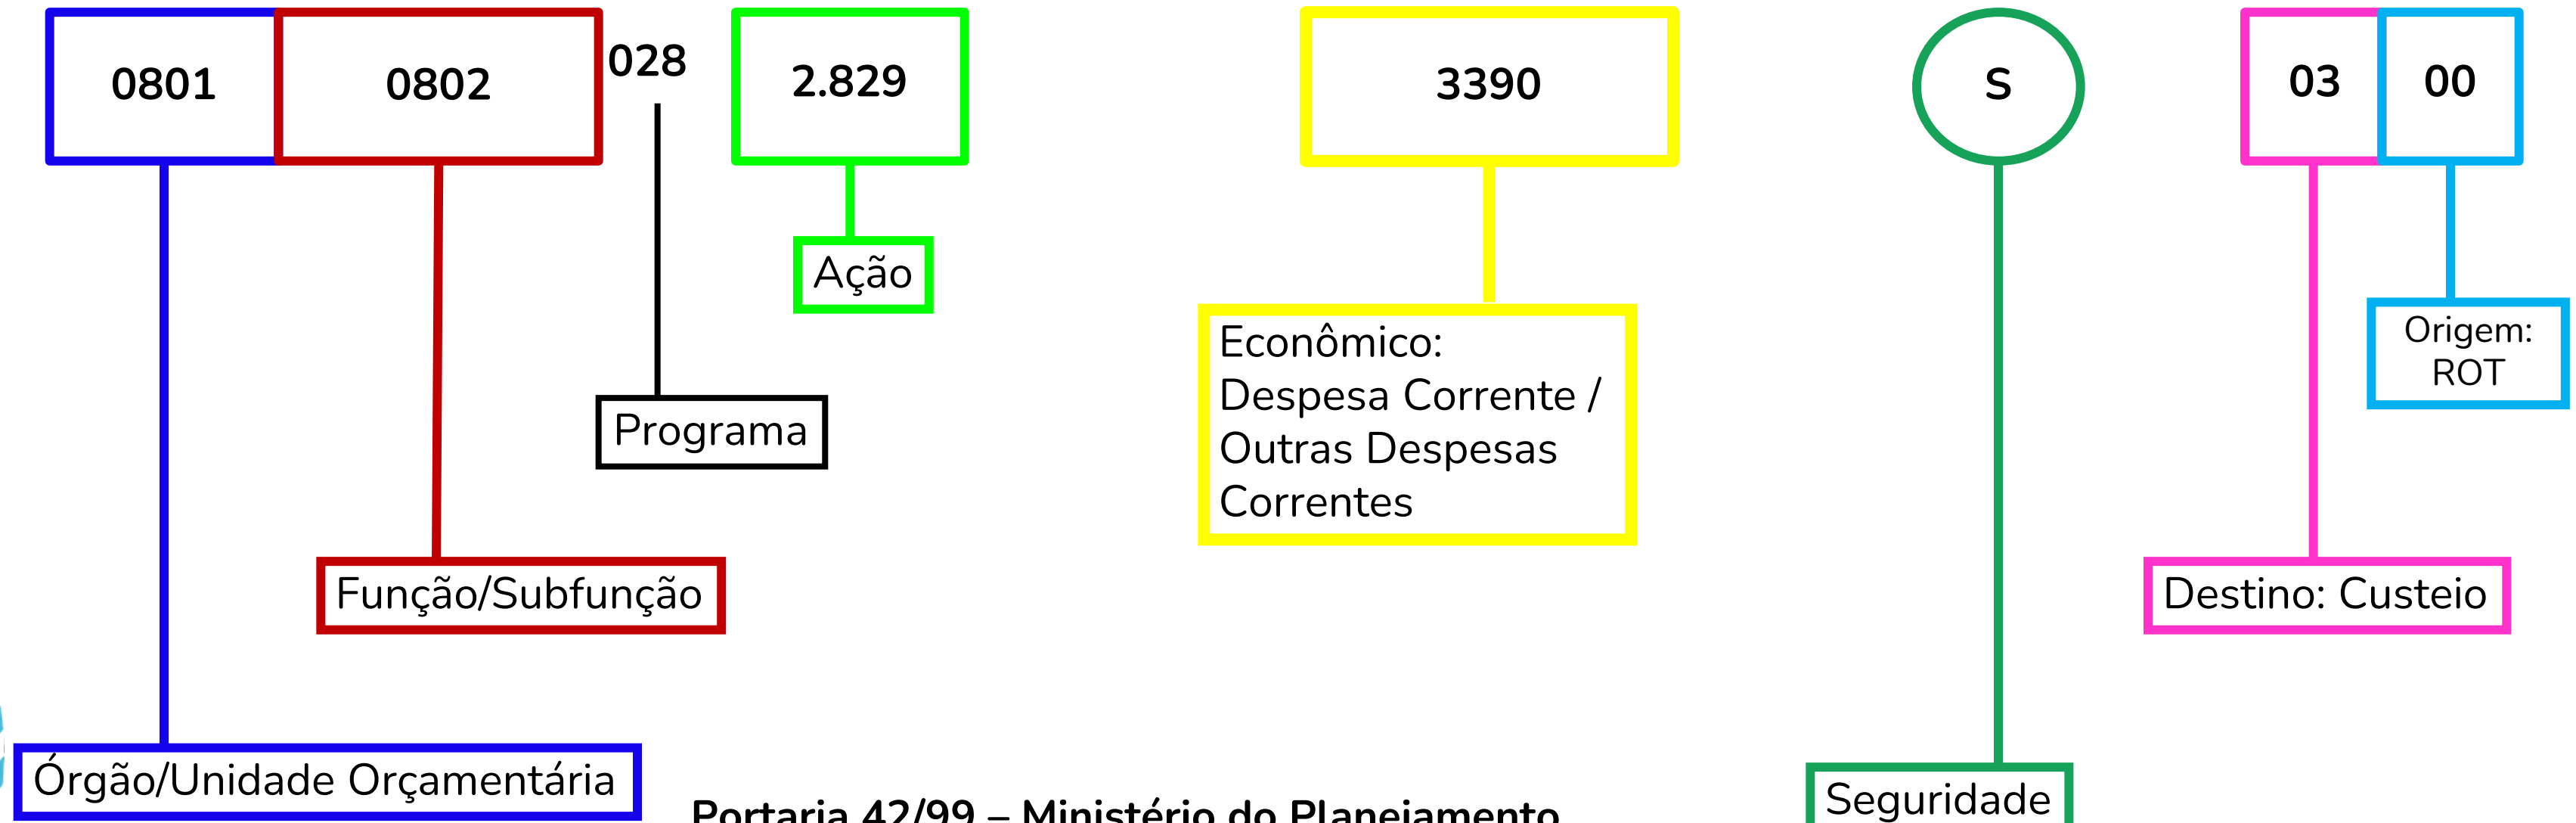 0801
0802
028
2.829
3390
S
03
00
Ação
Origem:
ROT
Econômico:
Despesa Corrente /
Outras Despesas
Correntes
Programa
Função/Subfunção
Destino: Custeio
Órgão/Unidade Orçamentária
Seguridade
Portaria 42/99 – Ministério do Planejamento